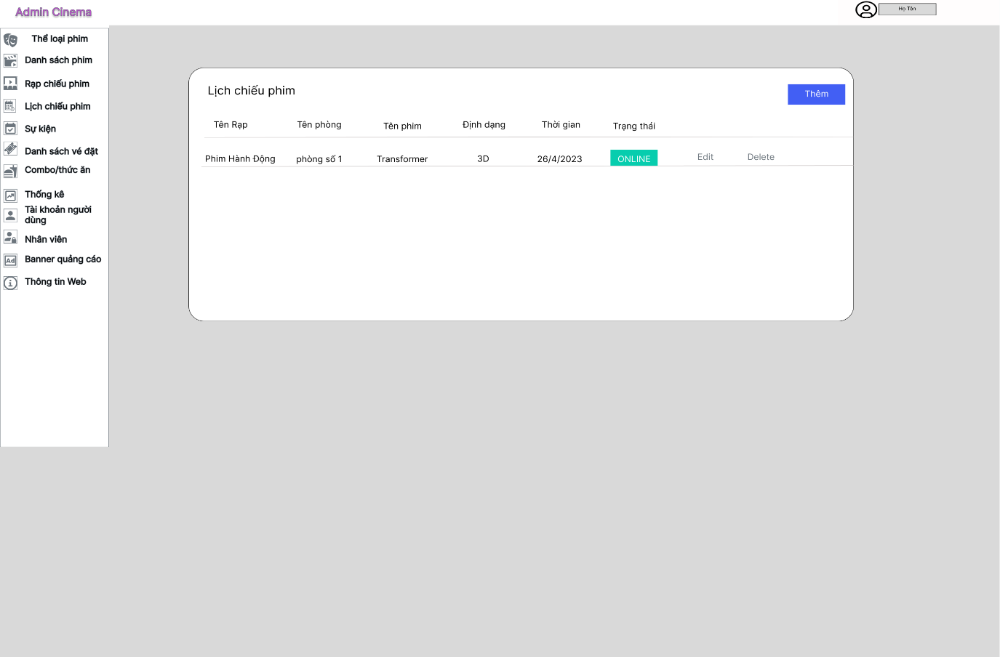 Admin Cinema
Họ Tên
Thể loại phim
Danh sách phim
Rạp chiếu phim
Lịch chiếu phim
Sự kiện
Danh sách vé đặt
Combo/thức ăn
Thống kê
Tài khoản người
dùng
Nhân viên
Ad
Banner quảng cáo
Thông tin Web
Lịch chiếu phim
Thêm
Tên Rạp Tên phòng Tên phim Định dạng Thời gian Trạng thái
Phim Hành Động phòng số 1 Transformer 3D 26/4/2023 ONLINE Edit Delete